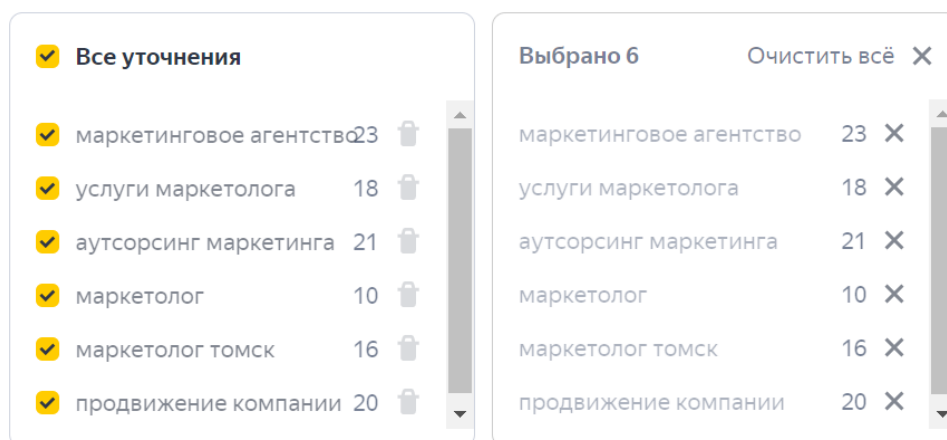 Все уточнения
маркетинговое агентство 23
услуги маркетолога 18
аутсорсинг маркетинга 21
маркетолог 10
маркетолог томск 16
продвижение компании 20
Выбрано 6 Очистить всё
маркетинговое агентство 23
услуги маркетолога 18
аутсорсинг маркетинга 21
маркетолог 10
маркетолог томск 16
продвижение компании 20